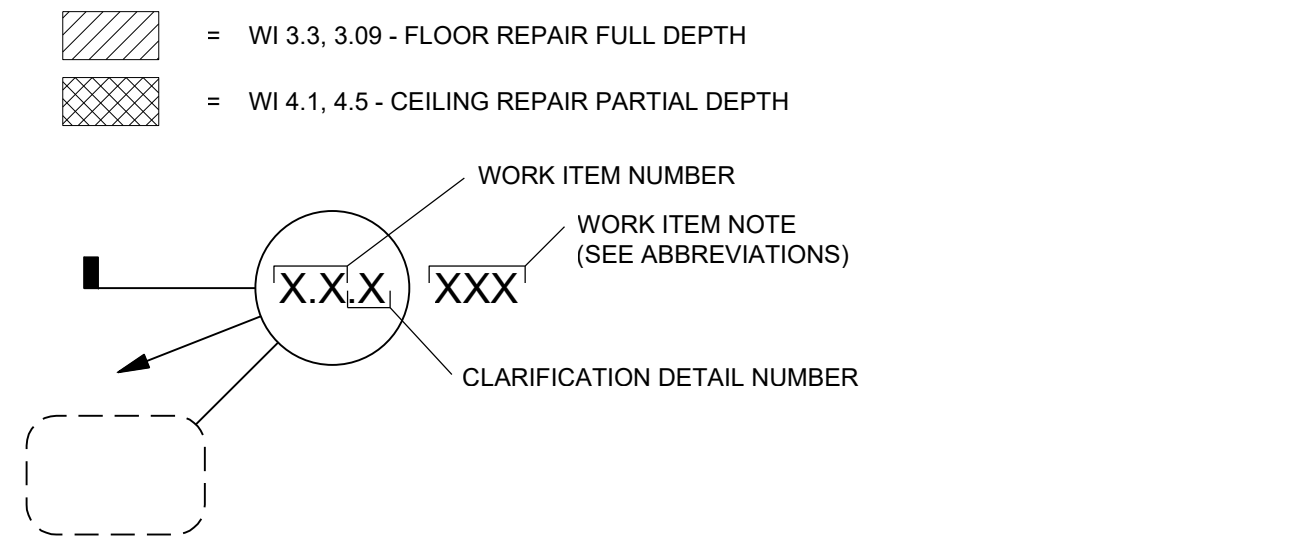 = WI 3.3, 3.09 - FLOOR REPAIR FULL DEPTH
= WI 4.1, 4.5 - CEILING REPAIR PARTIAL DEPTH
WORK ITEM NUMBER
WORK ITEM NOTE
(SEE ABBREVIATIONS)
X.X.X XXX
CLARIFICATION DETAIL NUMBER